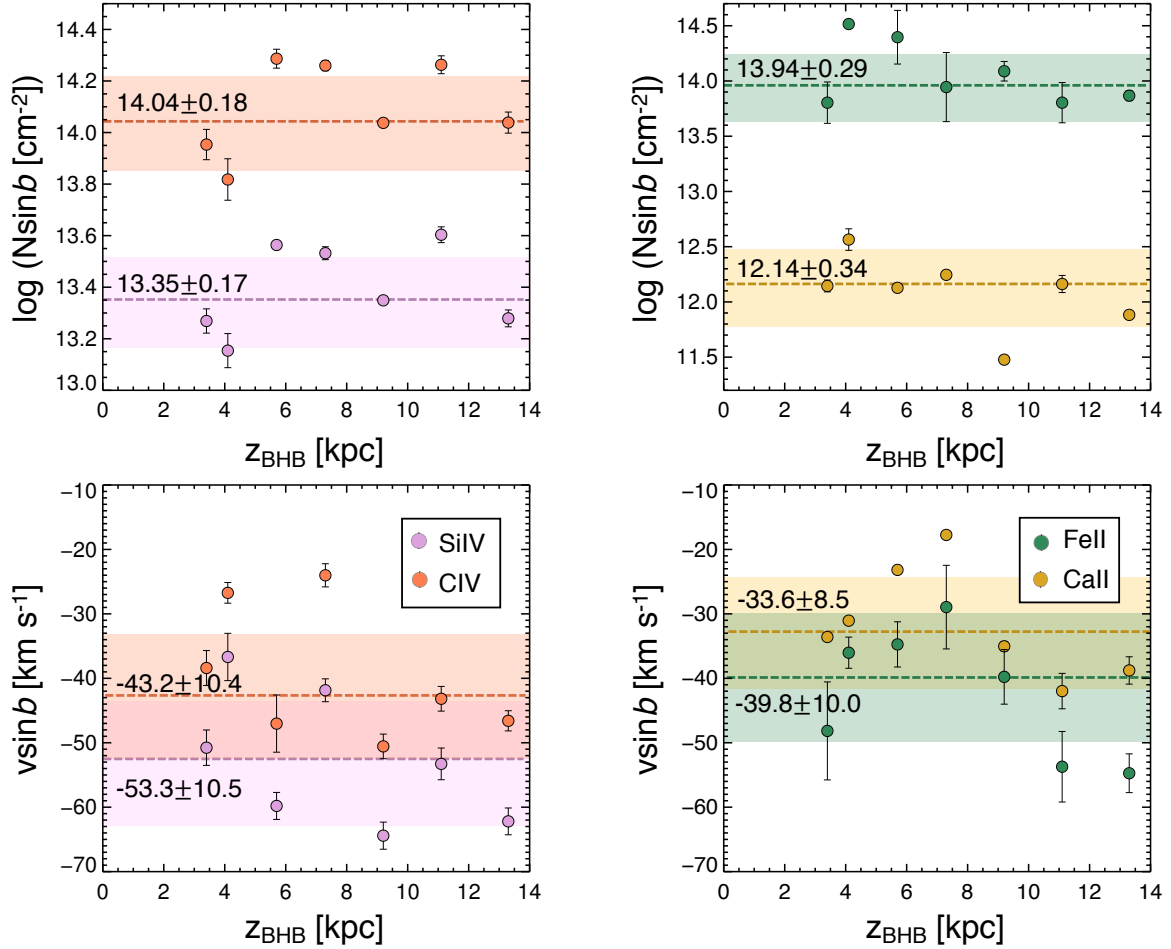 14.4
14.2
14.0
13.8
13.6
13.4
13.2
13.0
log (Nsinb [cm-2])
14.04±0.18
13.35±0.17
0 2 4 6 8 10 12 14
zBHB [kpc]
14.5
14.0
13.5
13.0
12.5
12.0
11.5
log (Nsinb [cm-2])
13.94±0.29
12.14±0.34
0 2 4 6 8 10 12 14
zBHB [kpc]
−10
−20
−30
−40
−50
−60
−70
vsinb [km s-1]
SiIV
CIV
-43.2±10.4
-53.3±10.5
0 2 4 6 8 10 12 14
zBHB [kpc]
−10
−20
−30
−40
−50
−60
−70
vsinb [km s-1]
FeII
CaII
-33.6±8.5
-39.8±10.0
0 2 4 6 8 10 12 14
zBHB [kpc]